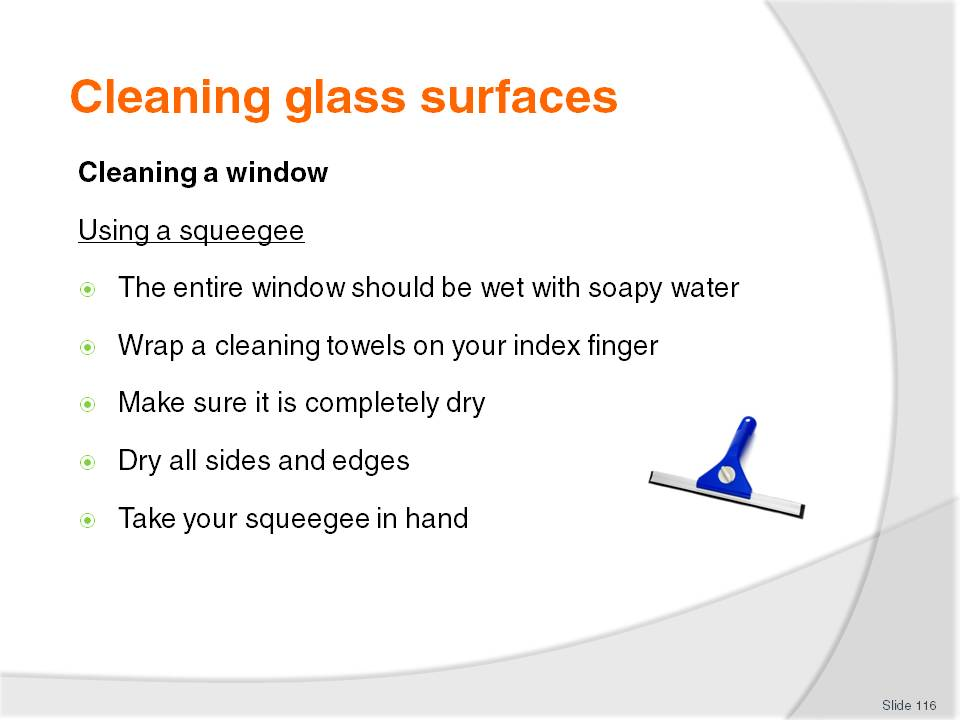 Cleaning glass surfaces
Cleaning a window
Using a squeegee
The entire window should be wet with soapy water
Wrap a cleaning towels on your index finger
Make sure it is completely dry
Dry all sides and edges
Take your squeegee in hand
Slide 116